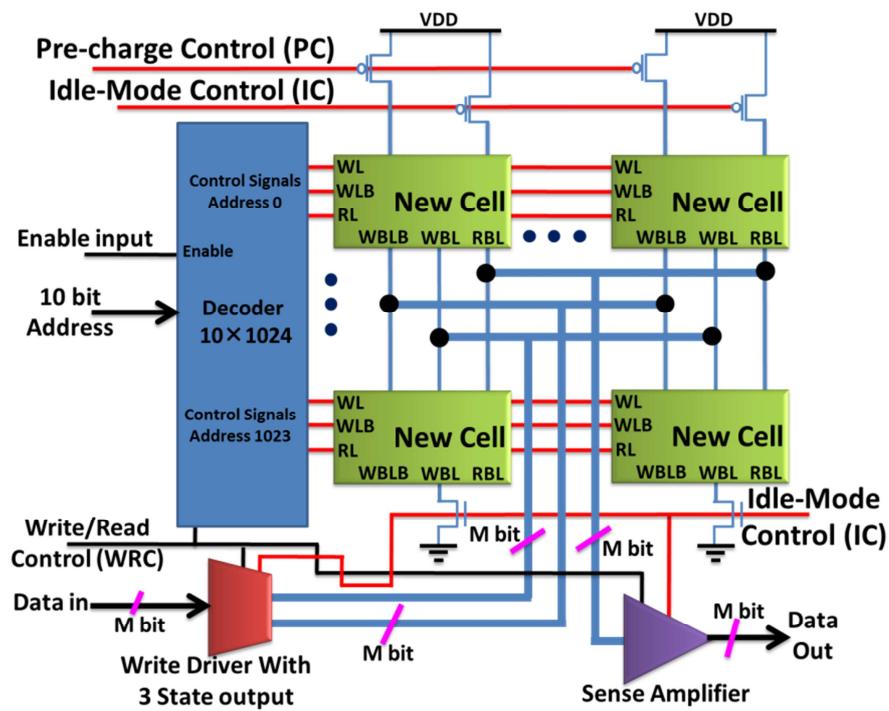 VDD
VDD
Pre-charge Control (PC)
Idle-Mode Control (IC)
Control Signals
Address 0
WL
WLB
RL
New Cell
WBLB WBL RBL
WL
WLB
RL
New Cell
WBLB WBL RBL
Enable input
Enable
10 bit
Address
Decoder
10×1024
Control Signals
Address 1023
WL
WLB
RL
New Cell
WBLB WBL RBL
WL
WLB
RL
New Cell
WBLB WBL RBL
Idle-Mode
Control (IC)
Write/Read
Control (WRC)
M bit
M bit
Data in
M bit
M bit
M bit
Data
Out
Write Driver With
3 State output
Sense Amplifier